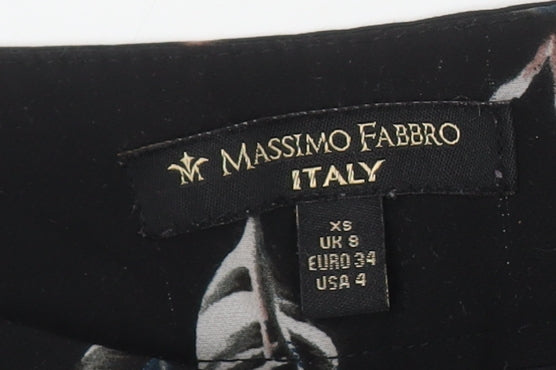 MASSIMO FABBRO
ITALY
XS
UK 8
EURO 34
USA 4